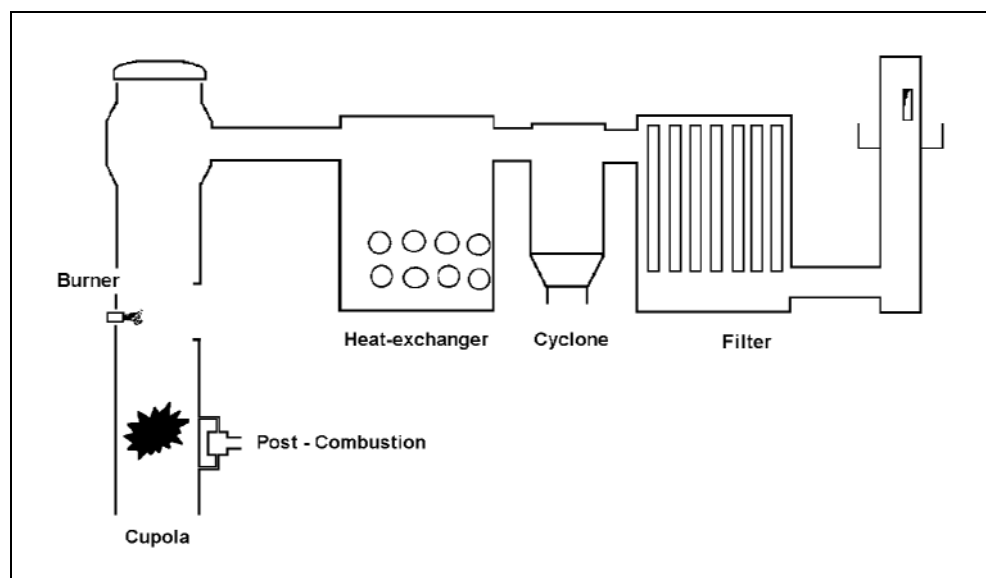 Burner
Heat-exchanger
Cyclone
Filter
Post - Combustion
Cupola